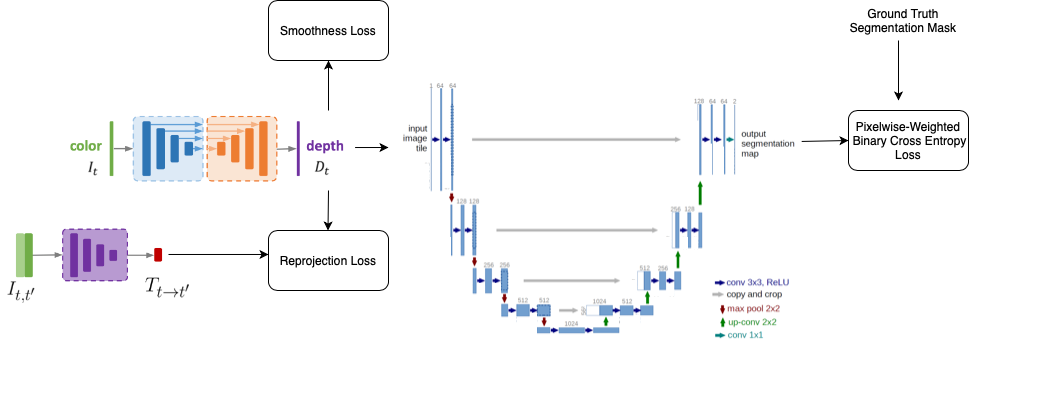 Ground Truth
Segmentation Mask
Smoothness Loss
1 64 64
128 64 64 2
input
image
tile
output
segmentation
map
Pixelwise-Weighted
Binary Cross Entropy
Loss
color
I_t
depth
D_t
128 128
256 128
Reprojection Loss
I_{t,t'}
T_{t→t'}
256 256
512 256
512 512
1024 512
1024
conv 3x3, ReLU
copy and crop
max pool 2x2
up-conv 2x2
conv 1x1